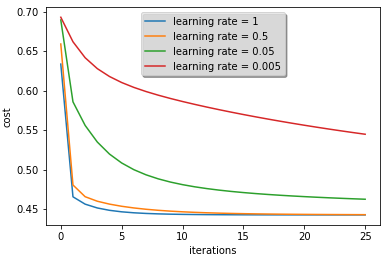 0.70
0.65
0.60
0.55
0.50
0.45
cost
learning rate = 1
learning rate = 0.5
learning rate = 0.05
learning rate = 0.005
0
5
10
15
20
25
iterations